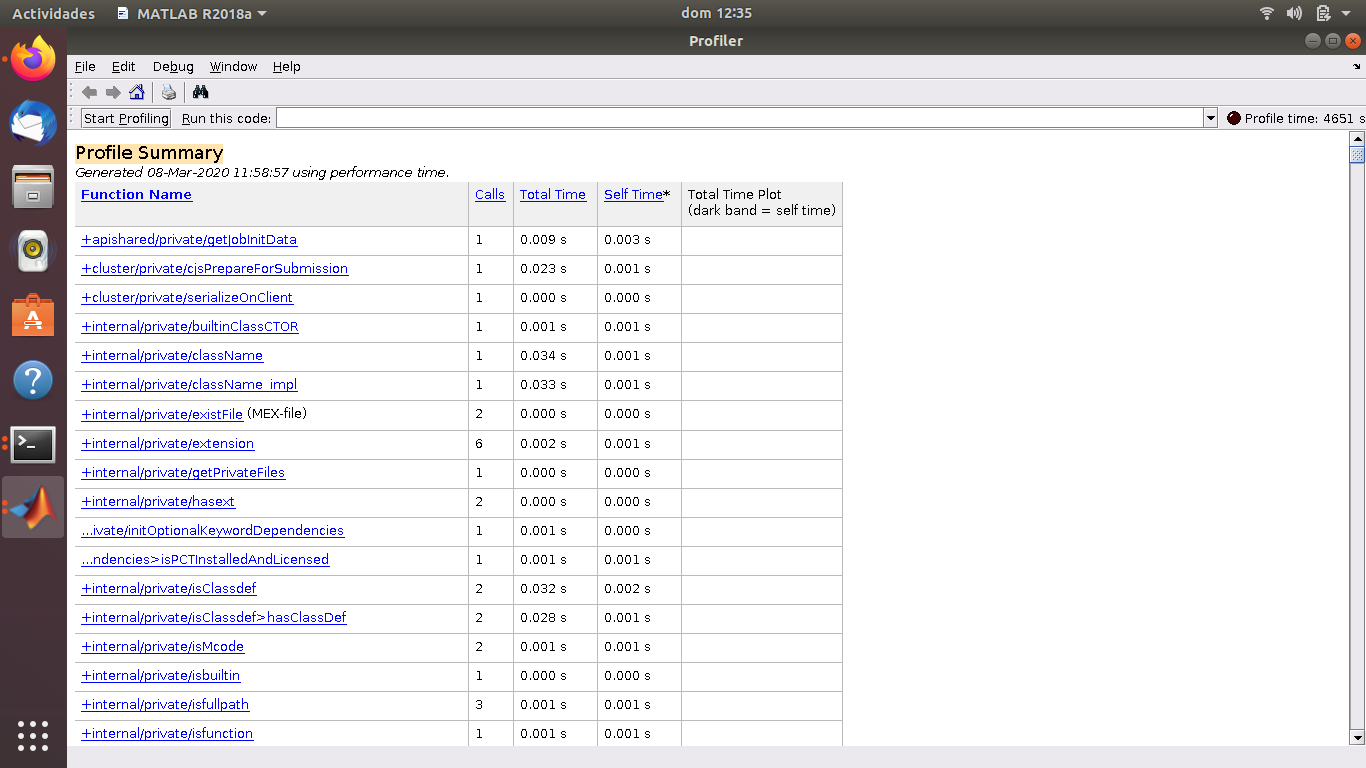 Actividades MATLAB R2018a dom 12:35
Profiler
File Edit Debug Window Help
Start Profiling Run this code: Profile time: 4651 s
Profile Summary
Generated 08-Mar-2020 11:58:57 using performance time.
Function Name Calls Total Time Self Time* Total Time Plot
(dark band = self time)
+apishared/private/getJobInitData 1 0.009 s 0.003 s
+cluster/private/cjsPrepareForSubmission 1 0.023 s 0.001 s
+cluster/private/serializeOnClient 1 0.000 s 0.000 s
+internal/private/builtinClassCTOR 1 0.001 s 0.001 s
+internal/private/className 1 0.034 s 0.001 s
+internal/private/className_impl 1 0.033 s 0.001 s
+internal/private/existFile (MEX-file) 2 0.000 s 0.000 s
+internal/private/extension 6 0.002 s 0.001 s
+internal/private/getPrivateFiles 1 0.000 s 0.000 s
+internal/private/hasext 2 0.000 s 0.000 s
...ivate/initOptionalKeywordDependencies 1 0.001 s 0.000 s
...ndencies>isPCTInstalledAndLicensed 1 0.001 s 0.001 s
+internal/private/isClassdef 2 0.032 s 0.002 s
+internal/private/isClassdef>hasClassDef 2 0.028 s 0.001 s
+internal/private/isMcode 2 0.001 s 0.001 s
+internal/private/isbuiltin 1 0.000 s 0.000 s
+internal/private/isfullpath 3 0.001 s 0.001 s
+internal/private/isfunction 1 0.001 s 0.001 s